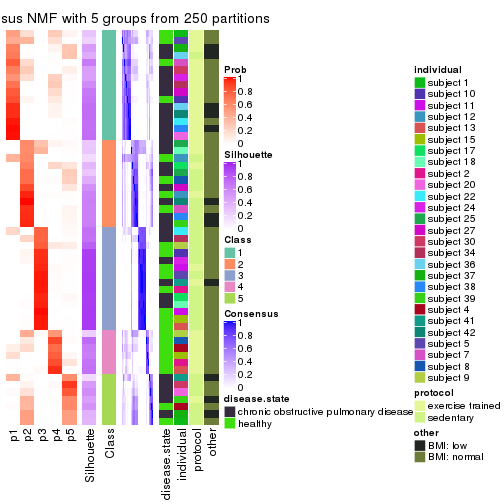 sus NMF with 5 groups from 250 partitions
Prob
1
0.8
0.6
0.4
0.2
0
Silhouette
1
0.8
0.6
0.4
0.2
0
Class
1
2
3
4
5
Consensus
1
0.8
0.6
0.4
0.2
0
disease.state
chronic obstructive pulmonary disease
healthy
individual
subject 1
subject 10
subject 11
subject 12
subject 13
subject 15
subject 17
subject 18
subject 2
subject 20
subject 22
subject 24
subject 25
subject 27
subject 30
subject 34
subject 36
subject 37
subject 38
subject 39
subject 4
subject 41
subject 42
subject 5
subject 7
subject 8
subject 9
protocol
exercise trained
sedentary
other
BMI: low
BMI: normal
p1
p2
p3
p4
p5
Silhouette
Class
disease.state
individual
protocol
other